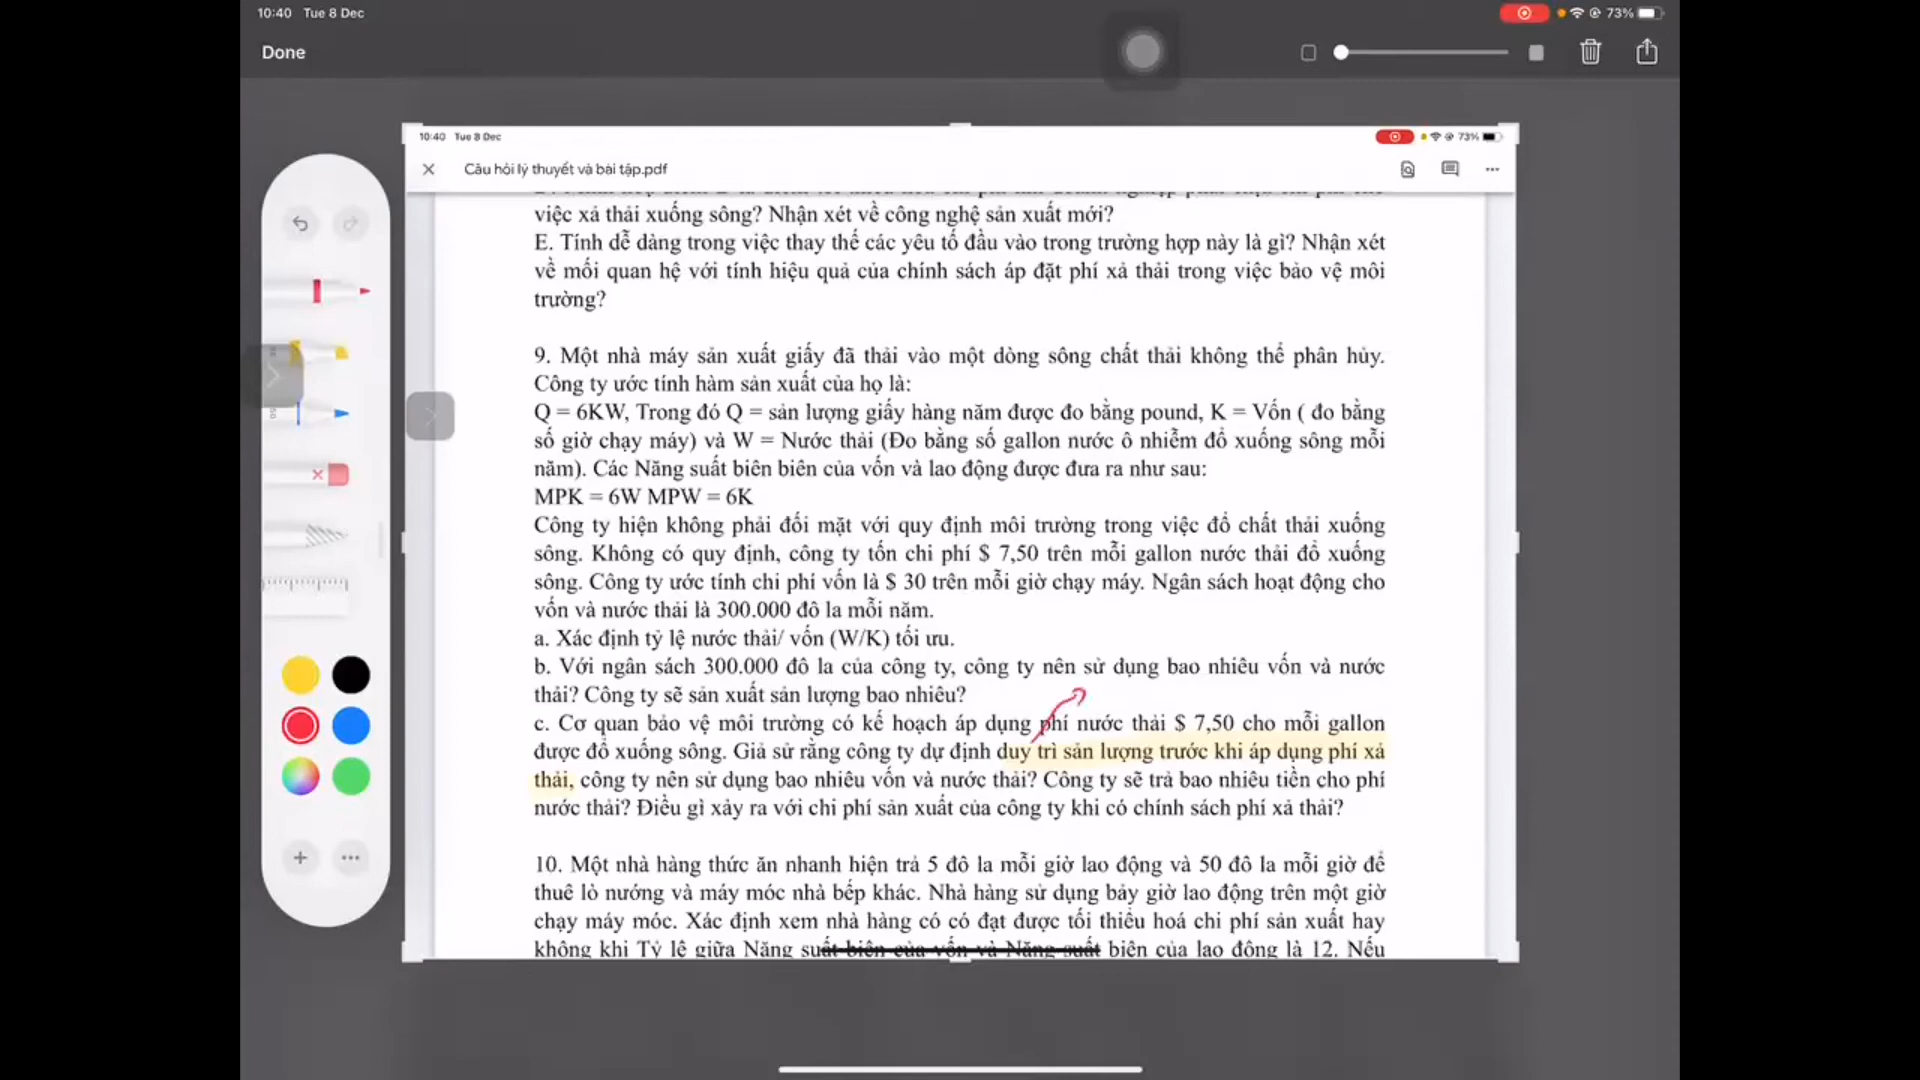 10:40 Tue 8 Dec
73%
Done
10:40 Tue 8 Dec
73%
Câu hỏi lý thuyết và bài tập.pdf
việc xả thải xuống sông? Nhận xét về công nghệ sản xuất mới?
E. Tính dễ dàng trong việc thay thế các yêu tố đầu vào trong trường hợp này là gì? Nhận xét
về mối quan hệ với tính hiệu quả của chính sách áp đặt phí xả thải trong việc bảo vệ môi
trường?
9. Một nhà máy sản xuất giấy đã thải vào một dòng sông chất thải không thể phân hủy.
Công ty ước tính hàm sản xuất của họ là:
Q = 6KW, Trong đó Q = sản lượng giấy hàng năm được đo bằng pound, K = Vốn ( đo bằng
số giờ chạy máy) và W = Nước thải (Đo bằng số gallon nước ô nhiễm đổ xuống sông mỗi
năm). Các Năng suất biên biên của vốn và lao động được đưa ra như sau:
MPK = 6W MPW = 6K
Công ty hiện không phải đối mặt với quy định môi trường trong việc đổ chất thải xuống
sông. Không có quy định, công ty tốn chi phí $ 7,50 trên mỗi gallon nước thải đổ xuống
sông. Công ty ước tính chi phí vốn là $ 30 trên mỗi giờ chạy máy. Ngân sách hoạt động cho
vốn và nước thải là 300.000 đô la mỗi năm.
a. Xác định tỷ lệ nước thải/ vốn (W/K) tối ưu.
b. Với ngân sách 300.000 đô la của công ty, công ty nên sử dụng bao nhiêu vốn và nước
thải? Công ty sẽ sản xuất sản lượng bao nhiêu?
c. Cơ quan bảo vệ môi trường có kế hoạch áp dụng phí nước thải $ 7,50 cho mỗi gallon
được đổ xuống sông. Giả sử rằng công ty dự định duy trì sản lượng trước khi áp dụng phí xả
thải, công ty nên sử dụng bao nhiêu vốn và nước thải? Công ty sẽ trả bao nhiêu tiền cho phí
nước thải? Điều gì xảy ra với chi phí sản xuất của công ty khi có chính sách phí xả thải?
10. Một nhà hàng thức ăn nhanh hiện trả 5 đô la mỗi giờ lao động và 50 đô la mỗi giờ để
thuê lò nướng và máy móc nhà bếp khác. Nhà hàng sử dụng bảy giờ lao động trên một giờ
chạy máy móc. Xác định xem nhà hàng có có đạt được tối thiểu hoá chi phí sản xuất hay
không khi Tỷ lệ giữa Năng suất biên của vốn và Năng suất biên của lao động là 12. Nếu